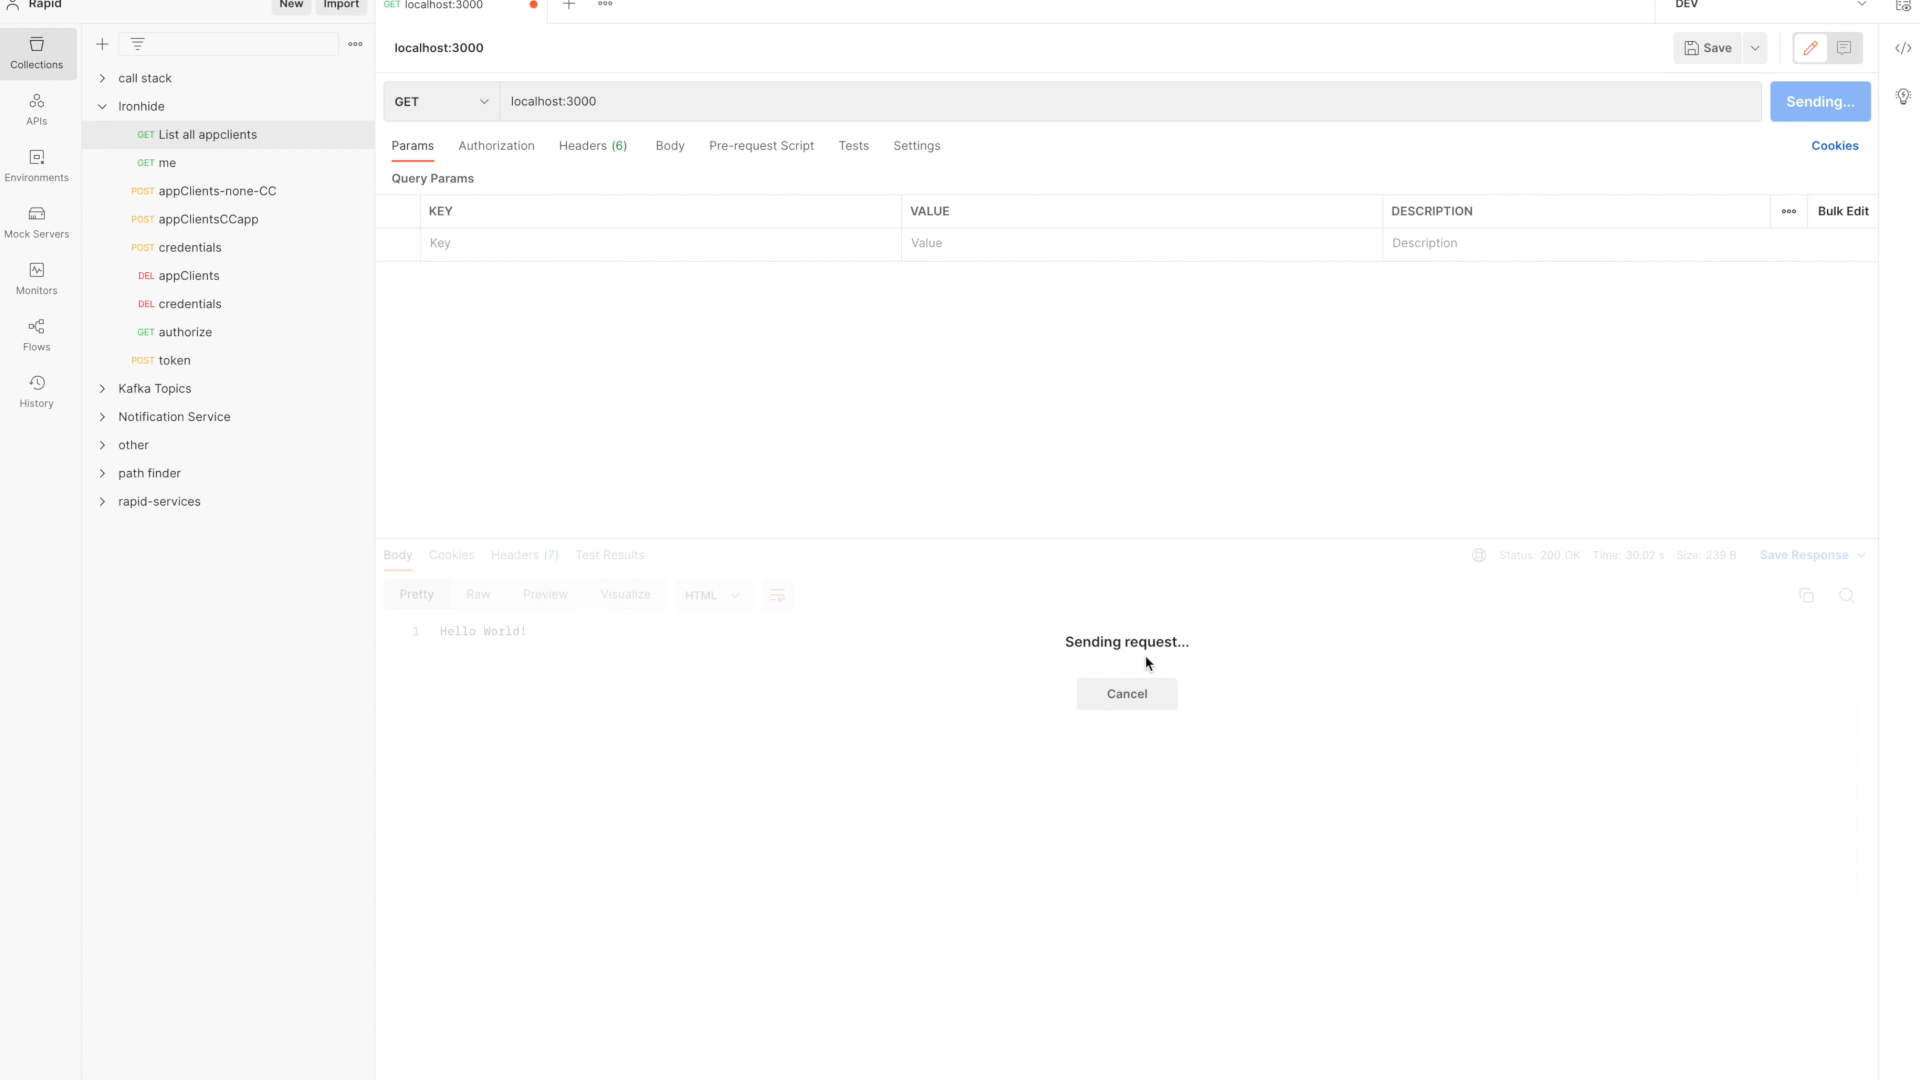 Rapid
New
Import
GET localhost:3000
DEV
Collections
APIs
Environments
Mock Servers
Monitors
Flows
History
call stack
Ironhide
GET List all appclients
GET me
POST appClients-none-CC
POST appClientsCCapp
POST credentials
DEL appClients
DEL credentials
GET authorize
POST token
Kafka Topics
Notification Service
other
path finder
rapid-services
localhost:3000
Save
GET
localhost:3000
Sending...
Params
Authorization
Headers (6)
Body
Pre-request Script
Tests
Settings
Cookies
Query Params
KEY
VALUE
DESCRIPTION
Bulk Edit
Key
Value
Description
Body
Cookies
Headers (7)
Test Results
Status: 200 OK
Time: 30.02 s
Size: 239 B
Save Response
Pretty
Raw
Preview
Visualize
HTML
1 Hello World!
Sending request...
Cancel